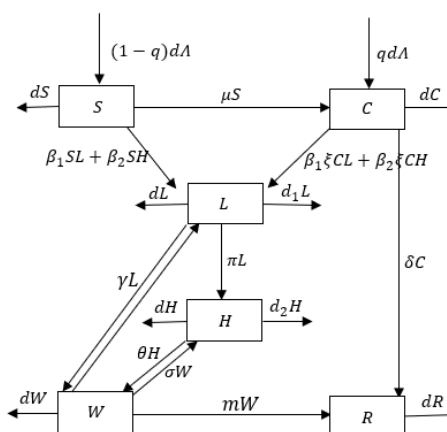 (1-q)dΛ
qdΛ
dS
S
μS
C
dC
β₁SL + β₂SH
β₁ξCL + β₂ξCH
dL
L
d₁L
γL
πL
δC
dH
H
d₂H
θH
σW
dW
W
mW
R
dR